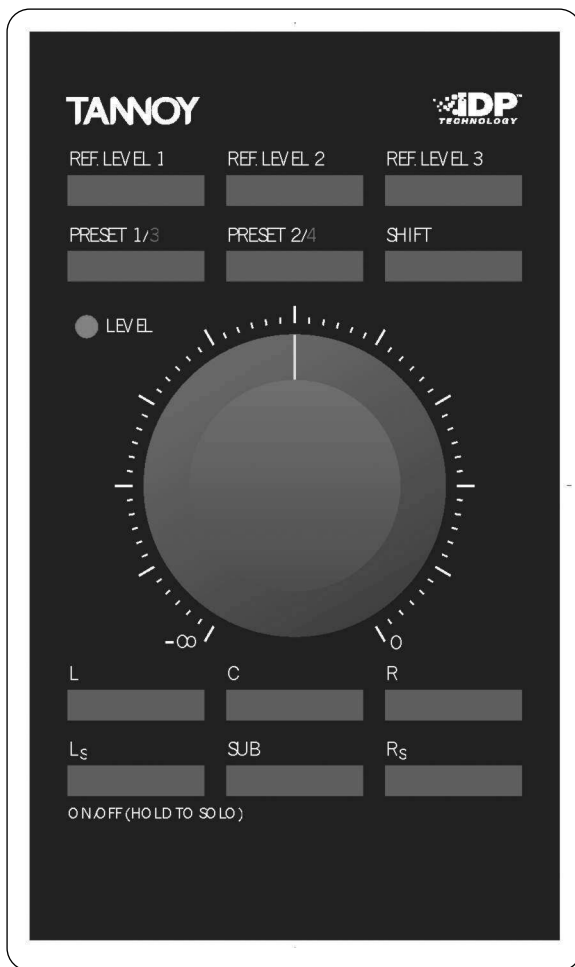 TANNOY iDP™
TECHNOLOGY
REF. LEVEL 1 REF. LEVEL 2 REF. LEVEL 3
PRESET 1/3 PRESET 2/4 SHIFT
LEVEL
-∞ 0
L C R
Ls SUB Rs
ON/OFF (HOLD TO SOLO)